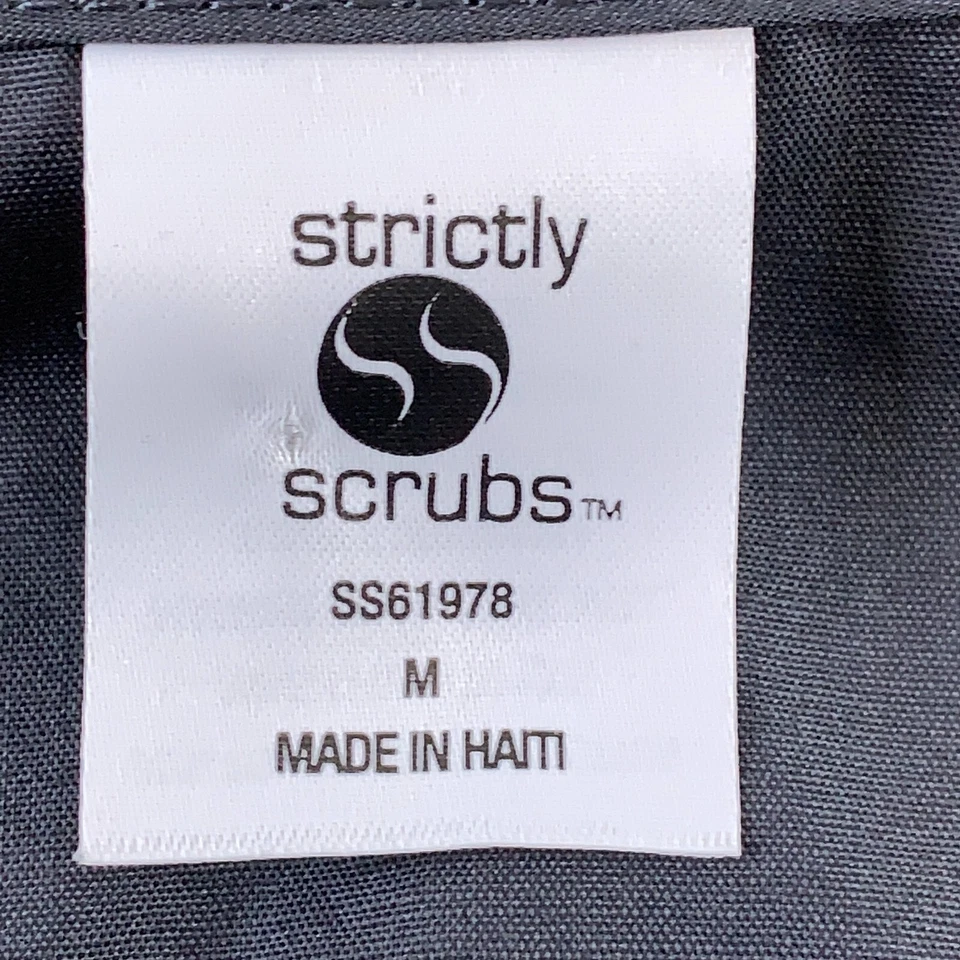 strictly
scrubs™
SS61978
M
MADE IN HAITI